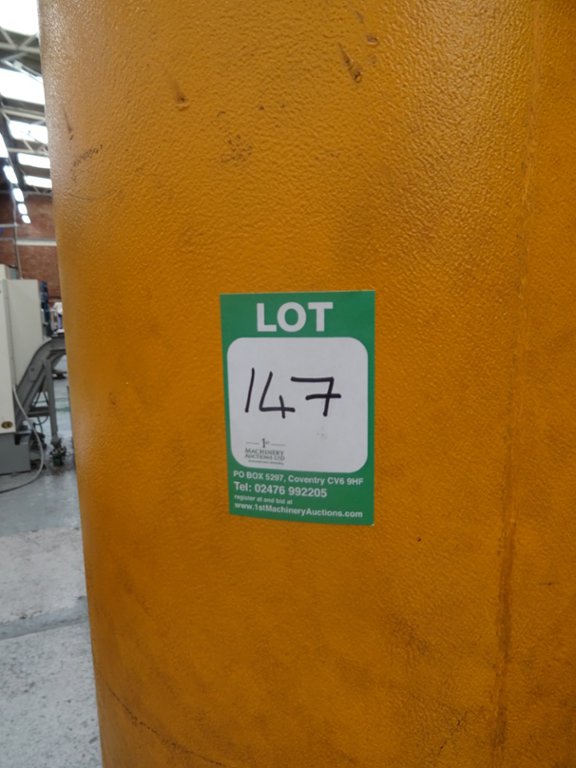 LOT
147
1st
MACHINERY
AUCTIONS LTD
PO BOX 5297, Coventry CV6 9HF
Tel: 02476 992205
register at and bid at
www.1stMachineryAuctions.com